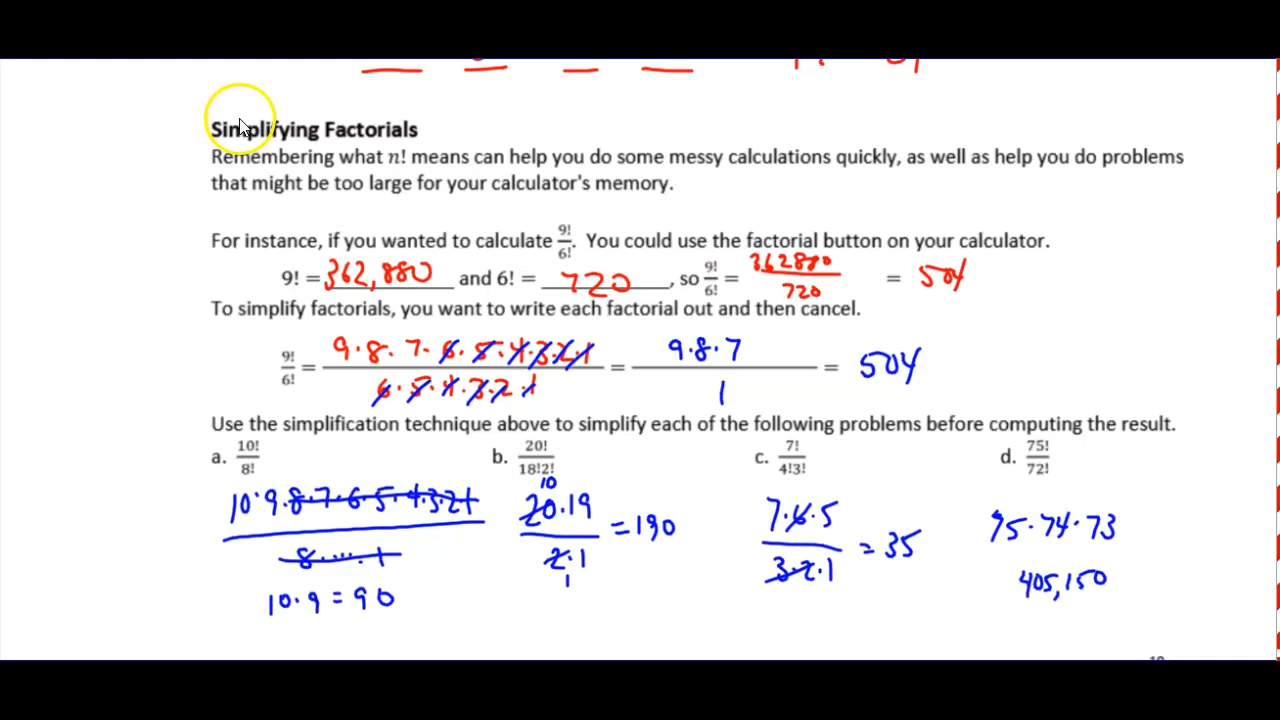 Simplifying Factorials
Remembering what n! means can help you do some messy calculations quickly, as well as help you do problems
that might be too large for your calculator's memory.
For instance, if you wanted to calculate 9!/6!. You could use the factorial button on your calculator.
9! = 362,880 and 6! = 720, so 9!/6! = 362880/720 = 504
To simplify factorials, you want to write each factorial out and then cancel.
9!/6! = 9·8·7·6·5·4·3·2·1/6·5·4·3·2·1 = 9·8·7/1 = 504
Use the simplification technique above to simplify each of the following problems before computing the result.
a. 10!/8! b. 20!/18!2! c. 7!/4!3! d. 75!/72!
10·9·8·7·6·5·4·3·2·1
8·...·1
10·9 = 90
10
20·19
2·1
1
= 190
7·6·5
3·2·1
= 35
75·74·73
405,150